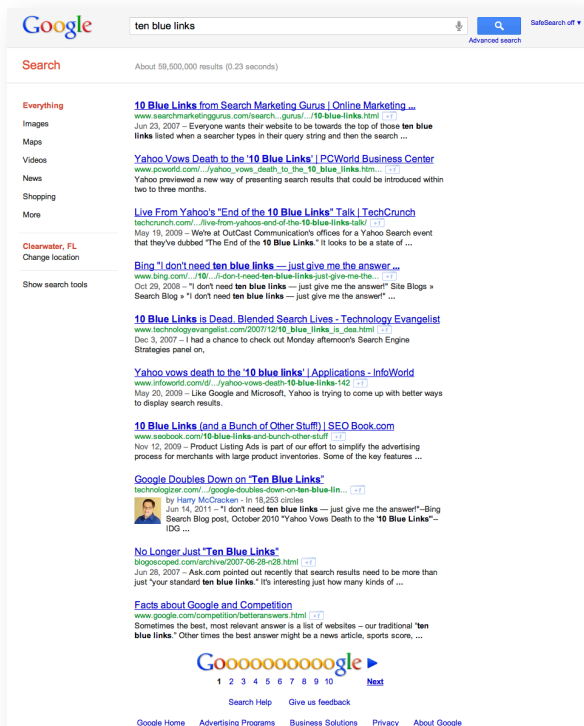 Google
ten blue links
SafeSearch off ▼
Advanced search
Search
About 59,500,000 results (0.23 seconds)
Everything
Images
Maps
Videos
News
Shopping
More
Clearwater, FL
Change location
Show search tools
10 Blue Links from Search Marketing Gurus | Online Marketing ...
www.searchmarketinggurus.com/search...gurus/.../10-blue-links.html +1
Jun 23, 2007 – Everyone wants their website to be towards the top of those ten blue
links listed when a searcher types in their query string and then the search ...
Yahoo Vows Death to the '10 Blue Links' | PCWorld Business Center
www.pcworld.com/.../yahoo_vows_death_to_the_10_blue_links.htm... +1
Yahoo previewed a new way of presenting search results that could be introduced within
two to three months.
Live From Yahoo's "End of the 10 Blue Links" Talk | TechCrunch
techcrunch.com/.../live-from-yahoos-end-of-the-10-blue-links-talk/ +1
May 19, 2009 – We're at OutCast Communication's offices for a Yahoo Search event
that they've dubbed "The End of the 10 Blue Links." It looks to be a state of ...
Bing "I don't need ten blue links — just give me the answer ...
www.bing.com/.../10/.../i-don-t-need-ten-blue-links-just-give-me-the... +1
Oct 29, 2008 – "I don't need ten blue links — just give me the answer!" Site Blogs »
Search Blog » "I don't need ten blue links — just give me the answer!" ...
10 Blue Links is Dead. Blended Search Lives - Technology Evangelist
www.technologyevangelist.com/2007/12/10_blue_links_is_dea.html +1
Dec 3, 2007 – I had a chance to check out Monday afternoon's Search Engine
Strategies panel on,
Yahoo vows death to the '10 blue links' | Applications - InfoWorld
www.infoworld.com/d/.../yahoo-vows-death-10-blue-links-142 +1
May 20, 2009 – Like Google and Microsoft, Yahoo is trying to come up with better ways
to display search results.
10 Blue Links (and a Bunch of Other Stuff!) | SEO Book.com
www.seobook.com/10-blue-links-and-bunch-other-stuff +1
Nov 12, 2009 – Product Listing Ads is part of our effort to simplify the advertising
process for merchants with large product inventories. Some of the key features ...
Google Doubles Down on "Ten Blue Links"
technologizer.com/.../google-doubles-down-on-ten-blue-lin... +1
by Harry McCracken - In 18,253 circles
Jun 14, 2011 – "I don't need ten blue links — just give me the answer!"--Bing
Search Blog post, October 2010 "Yahoo Vows Death to the '10 Blue Links'"--
IDG ...
No Longer Just "Ten Blue Links"
blogoscoped.com/archive/2007-06-28-n28.html +1
Jun 28, 2007 – Ask.com pointed out recently that search results need to be more than
just "your standard ten blue links." It's interesting just how many kinds of ...
Facts about Google and Competition
www.google.com/competition/betteranswers.html +1
Sometimes the best, most relevant answer is a list of websites – our traditional "ten
blue links." Other times the best answer might be a news article, sports score, ...
Goooooooooogle
1 2 3 4 5 6 7 8 9 10 Next
Search Help Give us feedback
Google Home Advertising Programs Business Solutions Privacy About Google